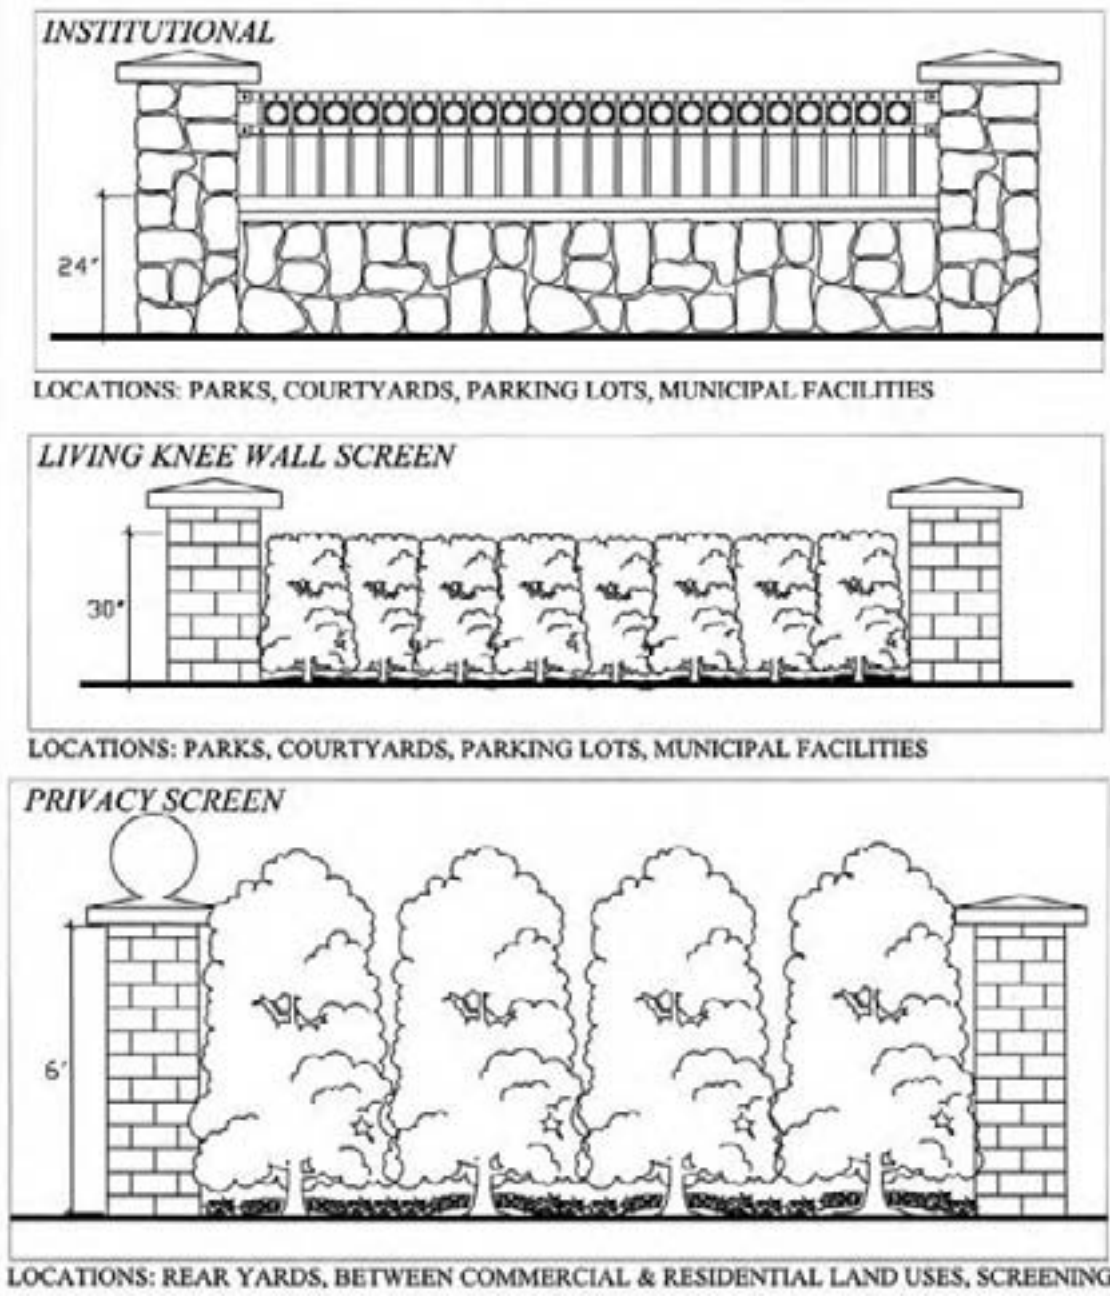 INSTITUTIONAL
24'
LOCATIONS: PARKS, COURTYARDS, PARKING LOTS, MUNICIPAL FACILITIES
LIVING KNEE WALL SCREEN
30"
LOCATIONS: PARKS, COURTYARDS, PARKING LOTS, MUNICIPAL FACILITIES
PRIVACY SCREEN
6'
LOCATIONS: REAR YARDS, BETWEEN COMMERCIAL & RESIDENTIAL LAND USES, SCREENING